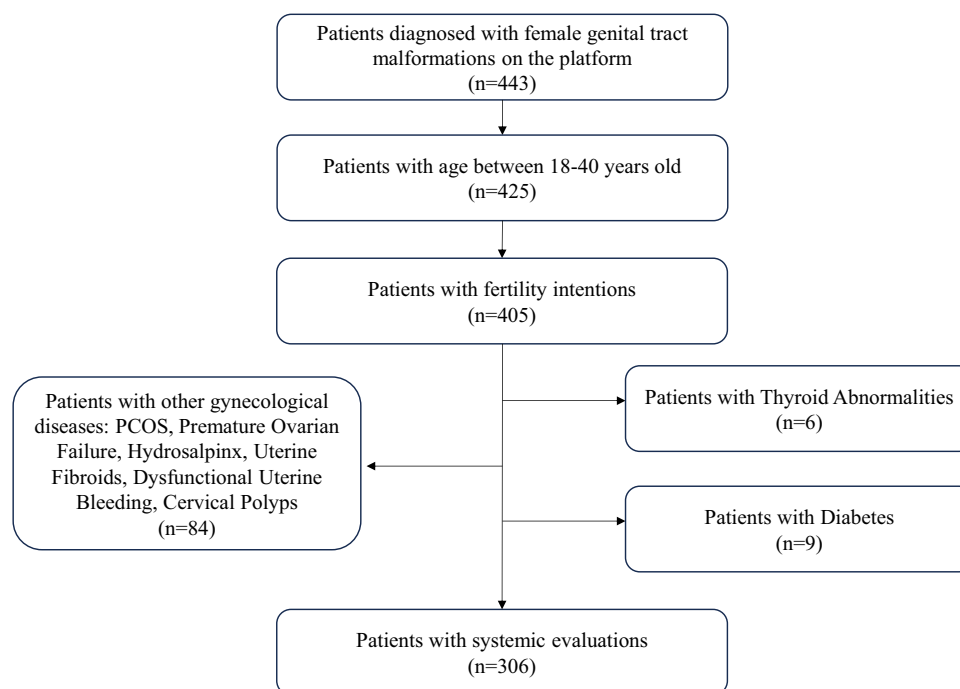 Patients diagnosed with female genital tract
malformations on the platform
(n=443)
Patients with age between 18-40 years old
(n=425)
Patients with fertility intentions
(n=405)
Patients with Thyroid Abnormalities
(n=6)
Patients with other gynecological
diseases: PCOS, Premature Ovarian
Failure, Hydrosalpinx, Uterine
Fibroids, Dysfunctional Uterine
Bleeding, Cervical Polyps
(n=84)
Patients with Diabetes
(n=9)
Patients with systemic evaluations
(n=306)